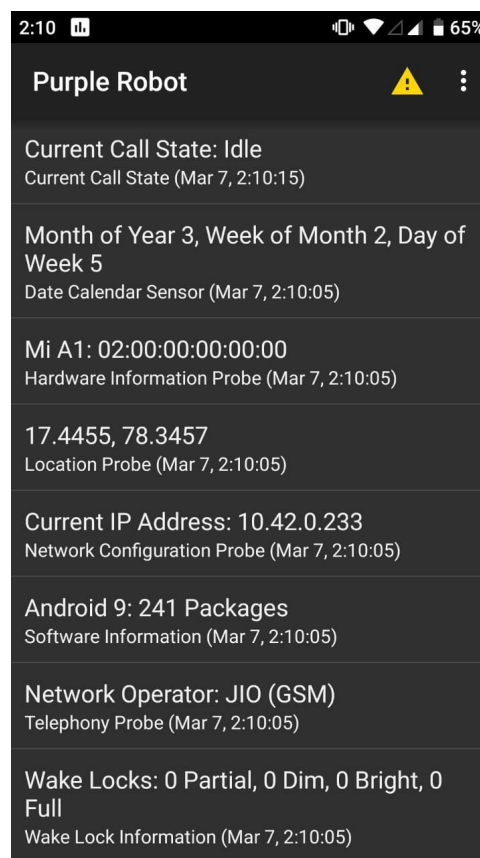 2:10 65%
Purple Robot
Current Call State: Idle
Current Call State (Mar 7, 2:10:15)
Month of Year 3, Week of Month 2, Day of
Week 5
Date Calendar Sensor (Mar 7, 2:10:05)
Mi A1: 02:00:00:00:00:00
Hardware Information Probe (Mar 7, 2:10:05)
17.4455, 78.3457
Location Probe (Mar 7, 2:10:05)
Current IP Address: 10.42.0.233
Network Configuration Probe (Mar 7, 2:10:05)
Android 9: 241 Packages
Software Information (Mar 7, 2:10:05)
Network Operator: JIO (GSM)
Telephony Probe (Mar 7, 2:10:05)
Wake Locks: 0 Partial, 0 Dim, 0 Bright, 0
Full
Wake Lock Information (Mar 7, 2:10:05)